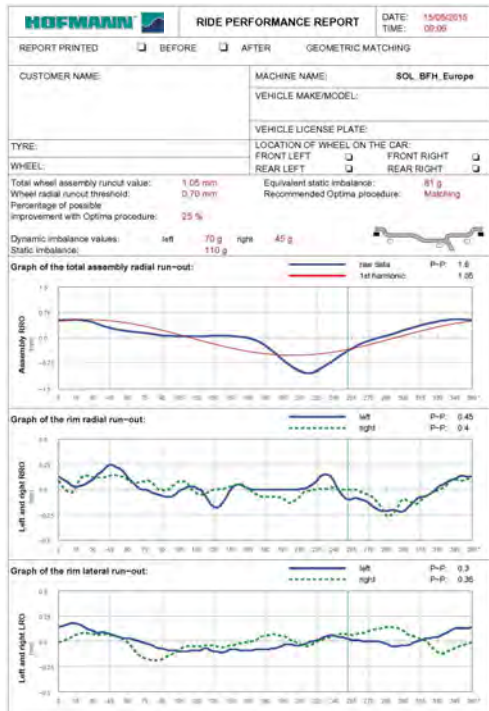 HOFMANN RIDE PERFORMANCE REPORT DATE: 15/05/2015
TIME: 00:09
REPORT PRINTED BEFORE AFTER GEOMETRIC MATCHING
CUSTOMER NAME:
MACHINE NAME: SOL_BFH_Europe
VEHICLE MAKE/MODEL:
VEHICLE LICENSE PLATE:
TYRE:
LOCATION OF WHEEL ON THE CAR:
FRONT LEFT FRONT RIGHT
WHEEL:
REAR LEFT REAR RIGHT
Total wheel assembly runout value: 1.05 mm Equivalent static imbalance: 81 g
Wheel radial runout threshold: 0.70 mm Recommended Optima procedure: Matching
Percentage of possible
improvement with Optima procedure: 25 %
Dynamic imbalance values: left 70 g right 45 g
Static imbalance: 110 g
Graph of the total assembly radial run-out: raw data P-P: 1.6
1st harmonic 1.05
Assembly RRO
Graph of the rim radial run-out: left P-P: 0.45
right P-P: 0.4
Left and right RRO
Graph of the rim lateral run-out: left P-P: 0.3
right P-P: 0.35
Left and right LRO